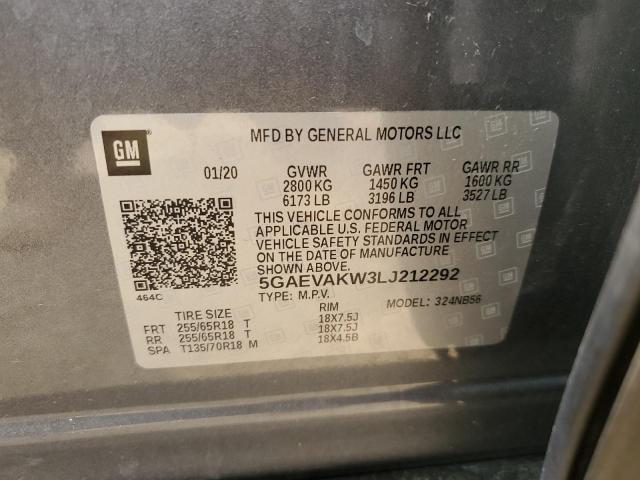 GM
MFD BY GENERAL MOTORS LLC
01/20 GVWR GAWR FRT GAWR RR
2800 KG 1450 KG 1600 KG
6173 LB 3196 LB 3527 LB
THIS VEHICLE CONFORMS TO ALL
APPLICABLE U.S. FEDERAL MOTOR
VEHICLE SAFETY STANDARDS IN EFFECT
ON THE DATE OF MANUFACTURE
SHOWN ABOVE.
464C
5GAEVAKW3LJ212292
TYPE: M.P.V. MODEL: 324NB56
TIRE SIZE RIM
FRT 255/65R18 T 18X7.5J
RR 255/65R18 T 18X7.5J
SPA T135/70R18 M 18X4.5B